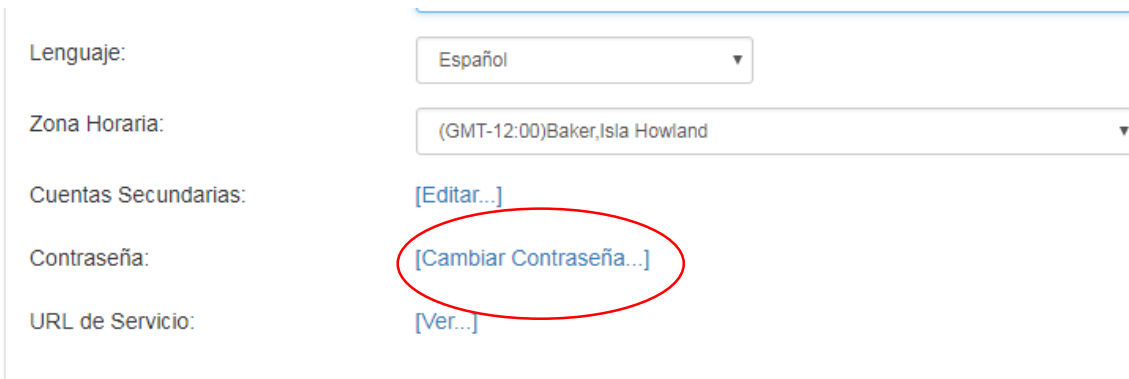 Lenguaje: Español
Zona Horaria: (GMT-12:00)Baker,Isla Howland
Cuentas Secundarias: [Editar...]
Contraseña: [Cambiar Contraseña...]
URL de Servicio: [Ver...]